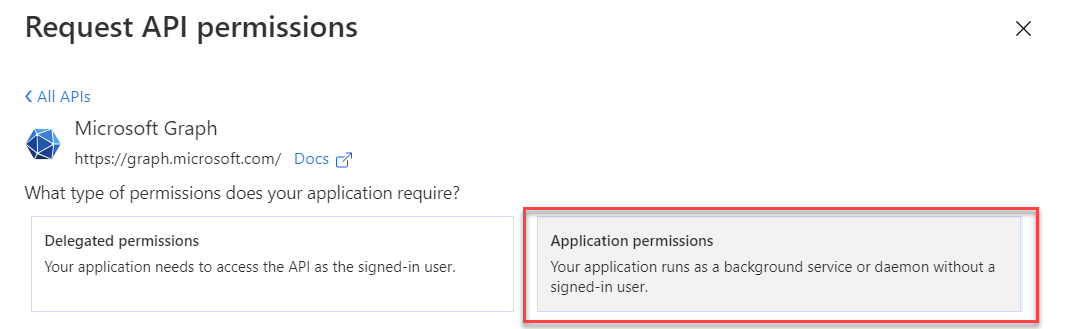 Request API permissions
All APIs
Microsoft Graph
https://graph.microsoft.com/ Docs
What type of permissions does your application require?
Delegated permissions
Your application needs to access the API as the signed-in user.
Application permissions
Your application runs as a background service or daemon without a
signed-in user.